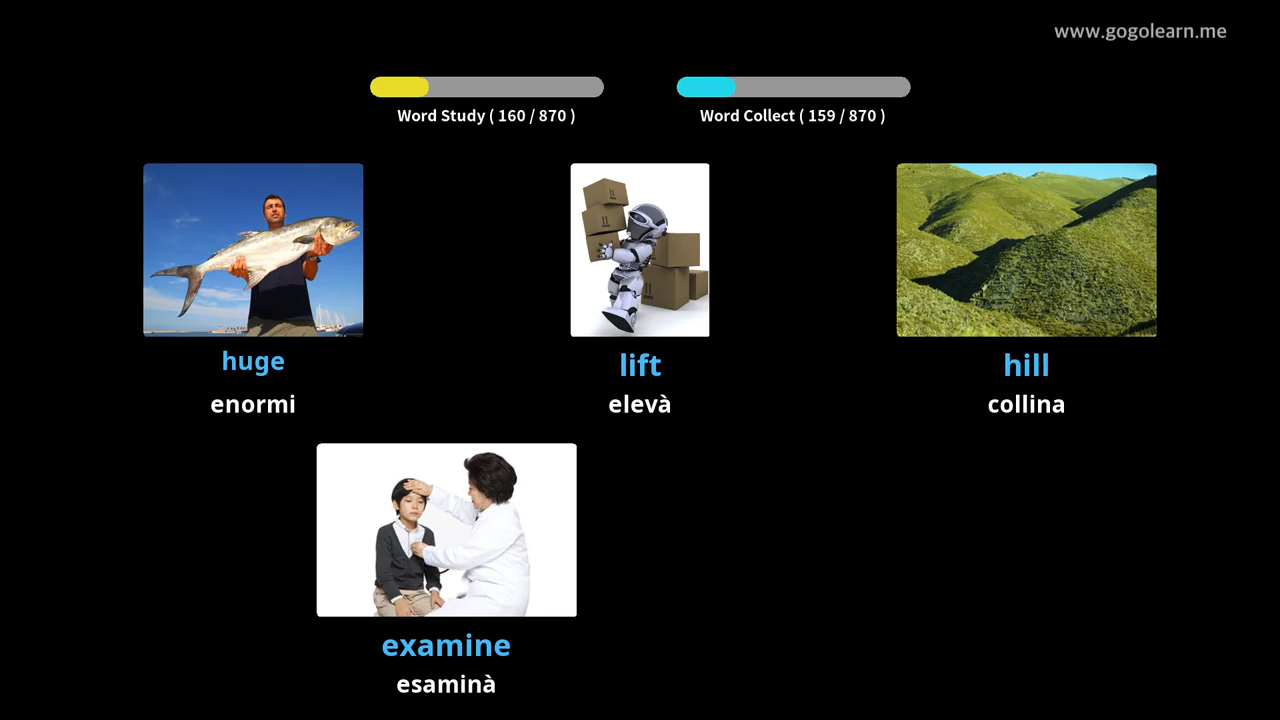 www.gogolearn.me
Word Study ( 160 / 870 )
Word Collect ( 159 / 870 )
huge
enormi
lift
elevà
hill
collina
examine
esaminà